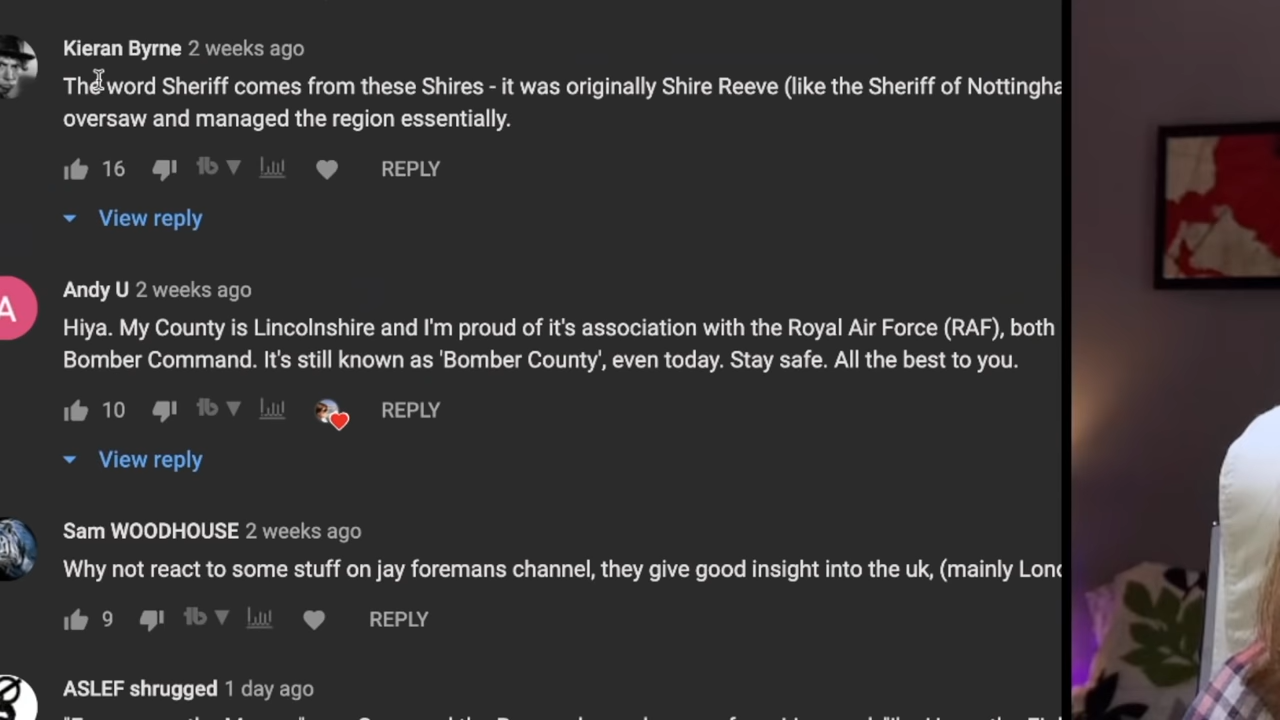 Kieran Byrne 2 weeks ago
The word Sheriff comes from these Shires - it was originally Shire Reeve (like the Sheriff of Nottingha
oversaw and managed the region essentially.
16 REPLY
View reply
A
Andy U 2 weeks ago
Hiya. My County is Lincolnshire and I'm proud of it's association with the Royal Air Force (RAF), both
Bomber Command. It's still known as 'Bomber County', even today. Stay safe. All the best to you.
10 REPLY
View reply
Sam WOODHOUSE 2 weeks ago
Why not react to some stuff on jay foremans channel, they give good insight into the uk, (mainly Lond
9 REPLY
ASLEF shrugged 1 day ago